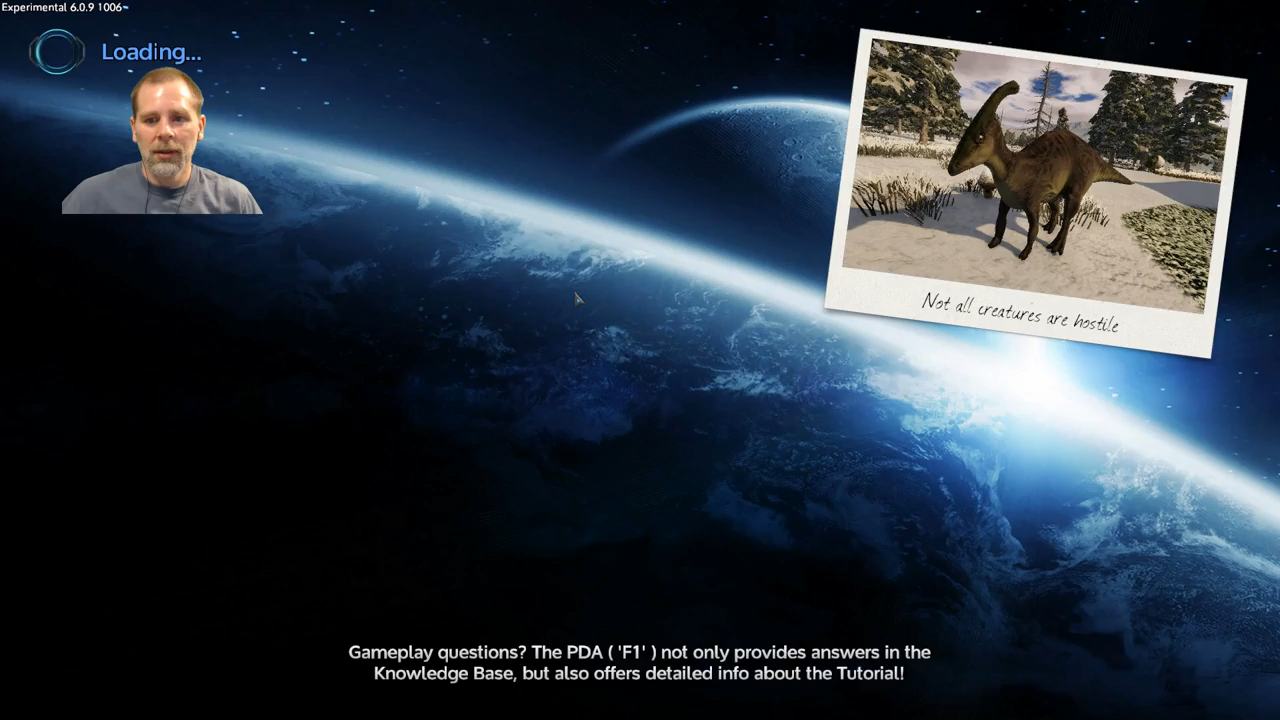 Experimental 6.0.9 1006
Loading...
Not all creatures are hostile
Gameplay questions? The PDA ( 'F1' ) not only provides answers in the
Knowledge Base, but also offers detailed info about the Tutorial!